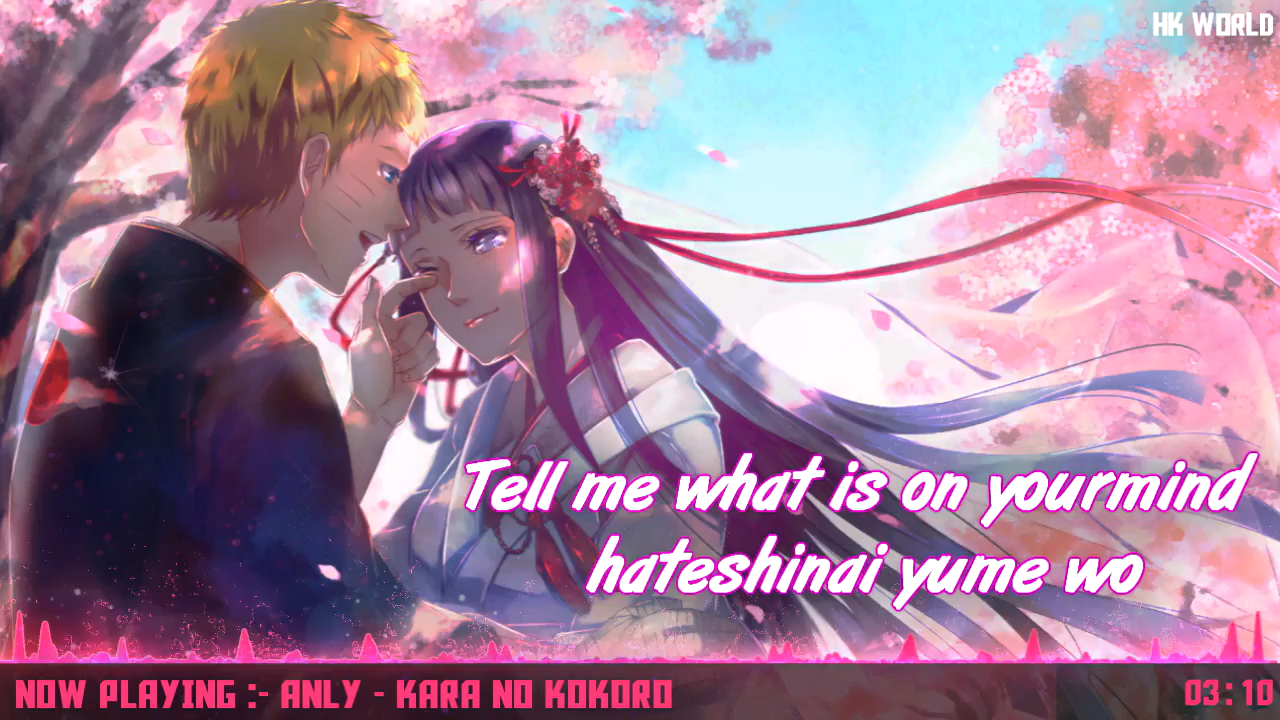 HK WORLD
Tell me what is on yourmind
hateshinai yume wo
NOW PLAYING :- ANLY - KARA NO KOKORO
03:10